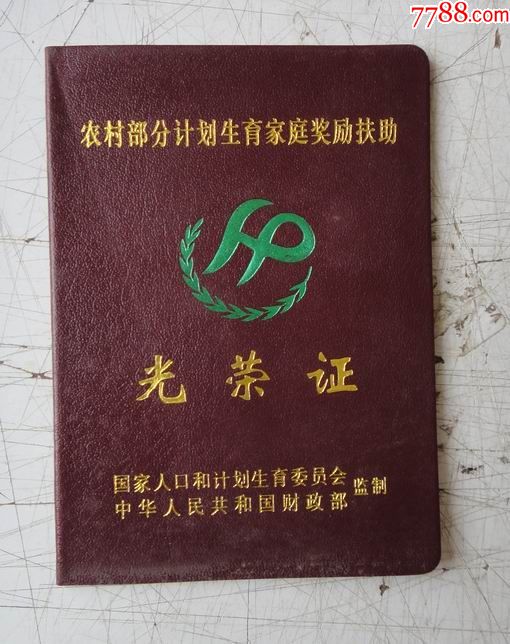 7788.com
农村部分计划生育家庭奖励扶助
光荣证
国家人口和计划生育委员会
中华人民共和国财政部
监制